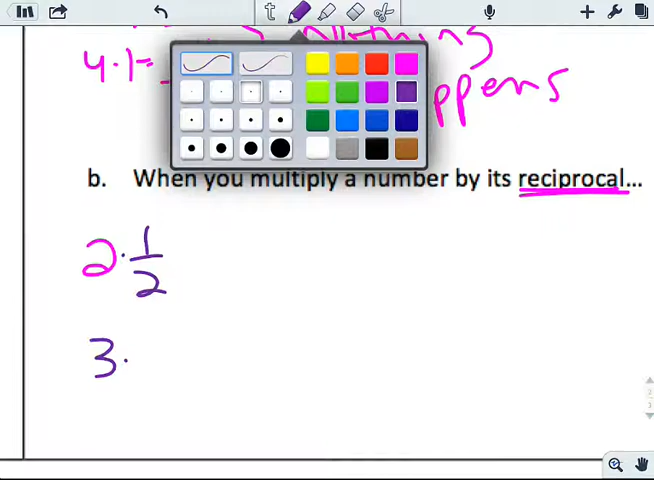 t
4.1=
ppens
b. When you multiply a number by its reciprocal...
2 · 1/2
3 ·